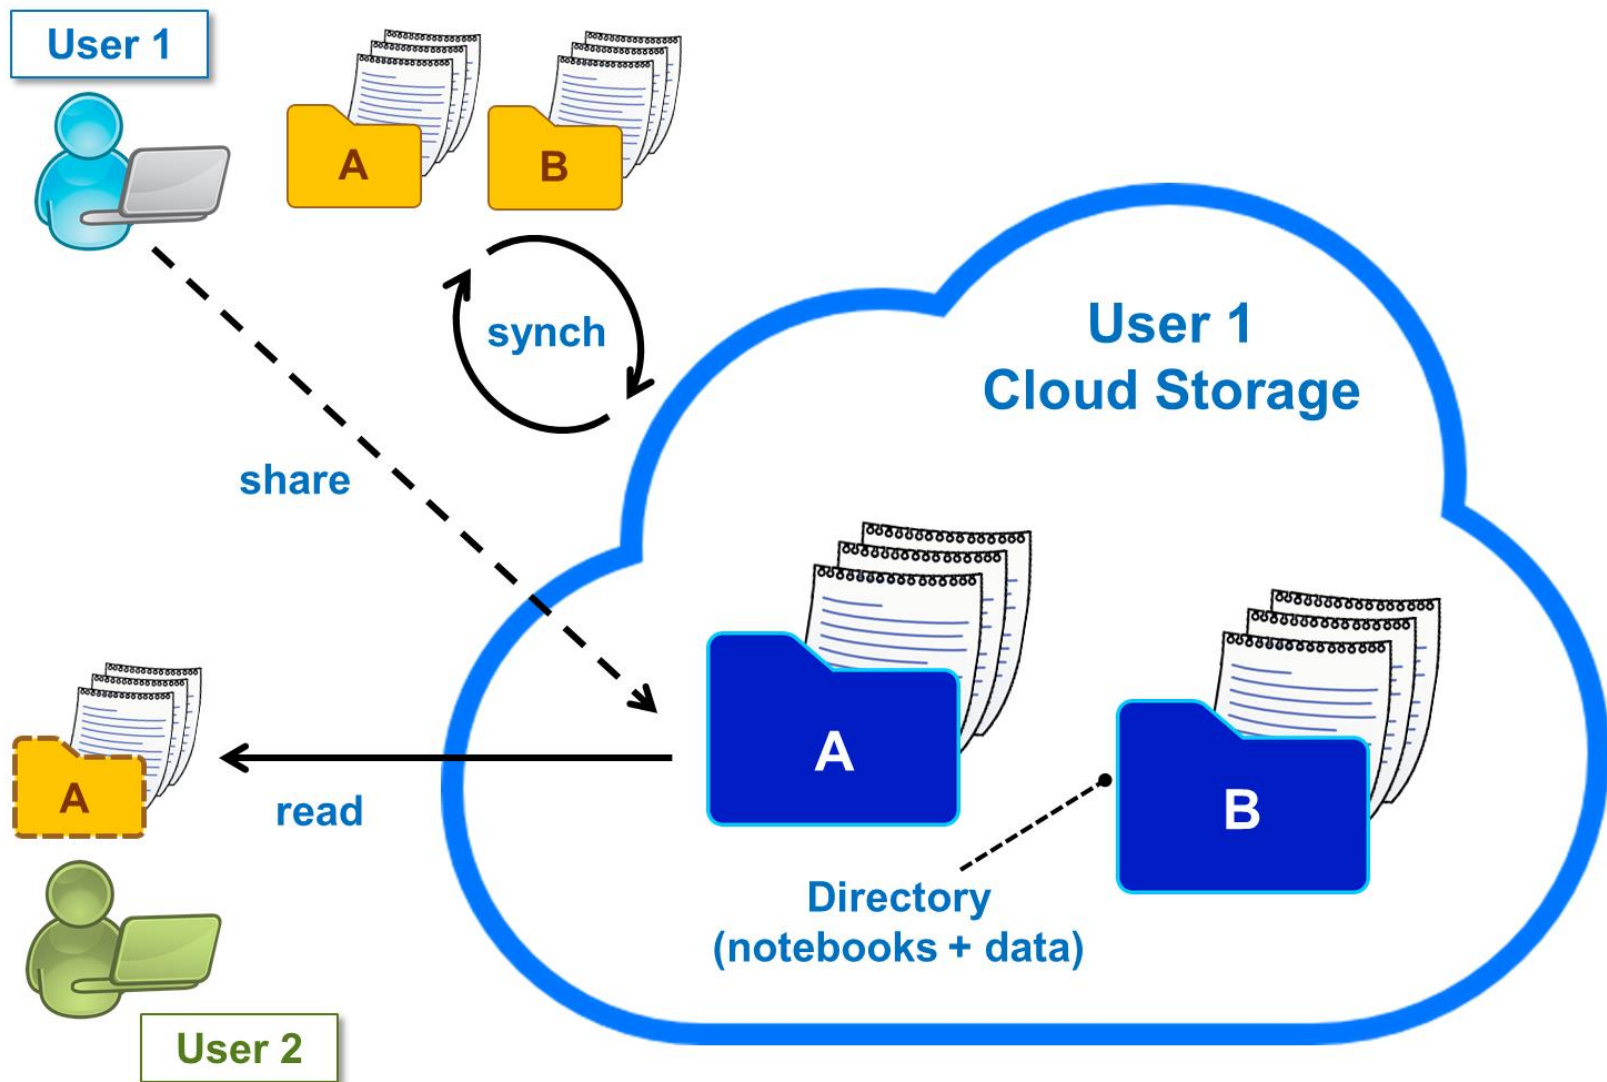 User 1
A
B
synch
User 1
Cloud Storage
share
A
B
A
read
Directory
(notebooks + data)
User 2